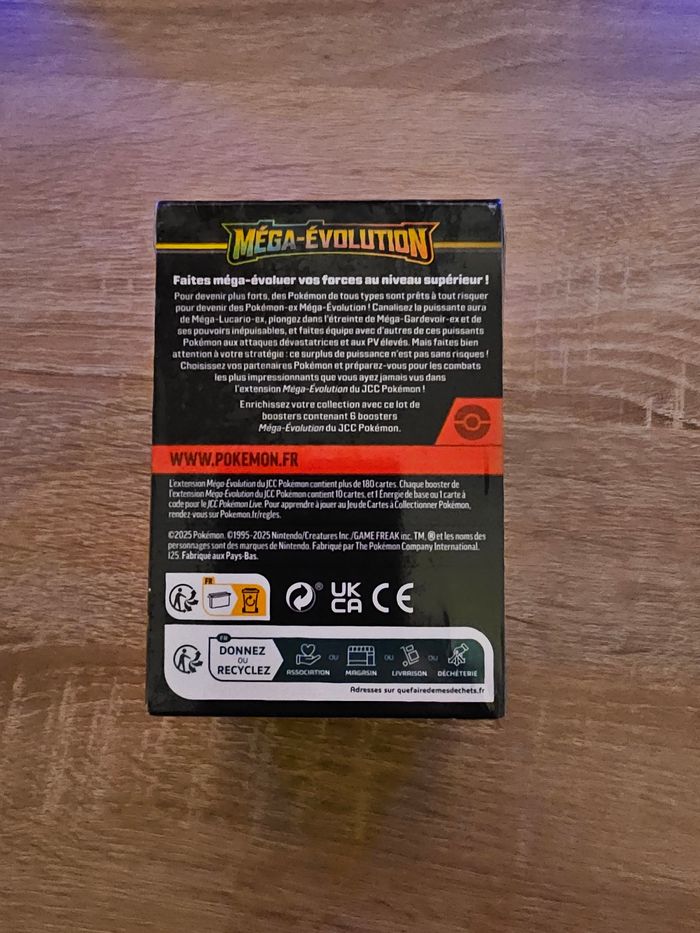 MÉGA-ÉVOLUTION
Faites méga-évoluer vos forces au niveau supérieur !
Pour devenir plus forts, des Pokémon de tous types sont prêts à tout risquer
pour devenir des Pokémon-ex Méga-Évolution ! Canalisez la puissante aura
de Méga-Lucario-ex, plongez dans l'étreinte de Méga-Gardevoir-ex et de
ses pouvoirs inépuisables, et faites équipe avec d'autres de ces puissants
Pokémon aux attaques dévastatrices et aux PV élevés. Mais faites bien
attention à votre stratégie : ce surplus de puissance n'est pas sans risques !
Choisissez vos partenaires Pokémon et préparez-vous pour les combats
les plus impressionnants que vous ayez jamais vus dans
l'extension Méga-Évolution du JCC Pokémon !
Enrichissez votre collection avec ce lot de
boosters contenant 6 boosters
Méga-Évolution du JCC Pokémon.
WWW.POKEMON.FR
L'extension Méga-Évolution du JCC Pokémon contient plus de 180 cartes. Chaque booster de
l'extension Méga-Évolution du JCC Pokémon contient 10 cartes, et 1 Énergie de base ou 1 carte à
code pour le JCC Pokémon Live. Pour apprendre à jouer au Jeu de Cartes à Collectionner Pokémon,
rendez-vous sur Pokemon.fr/regles.
©2025 Pokémon. ©1995-2025 Nintendo/Creatures Inc./GAME FREAK inc. TM, ® et les noms des
personnages sont des marques de Nintendo. Fabriqué par The Pokémon Company International.
125. Fabriqué aux Pays-Bas.
FR
® UK
CA CE
FR
DONNEZ
OU
RECYCLEZ
ASSOCIATION OU MAGASIN OU LIVRAISON OU DÉCHÈTERIE
Adresses sur quefairedemesdechets.fr